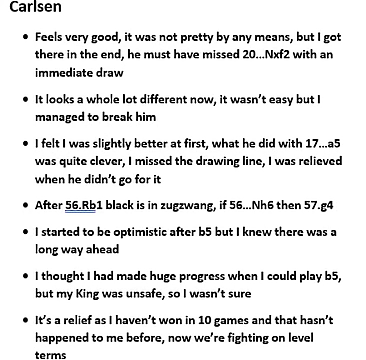 Carlsen
• Feels very good, it was not pretty by any means, but I got
there in the end, he must have missed 20...Nxf2 with an
immediate draw
• It looks a whole lot different now, it wasn't easy but I
managed to break him
• I felt I was slightly better at first, what he did with 17...a5
was quite clever, I missed the drawing line, I was relieved
when he didn't go for it
• After 56.Rb1 black is in zugzwang, if 56...Nh6 then 57.g4
• I started to be optimistic after b5 but I knew there was a
long way ahead
• I thought I had made huge progress when I could play b5,
but my King was unsafe, so I wasn't sure
• It's a relief as I haven't won in 10 games and that hasn't
happened to me before, now we're fighting on level
terms